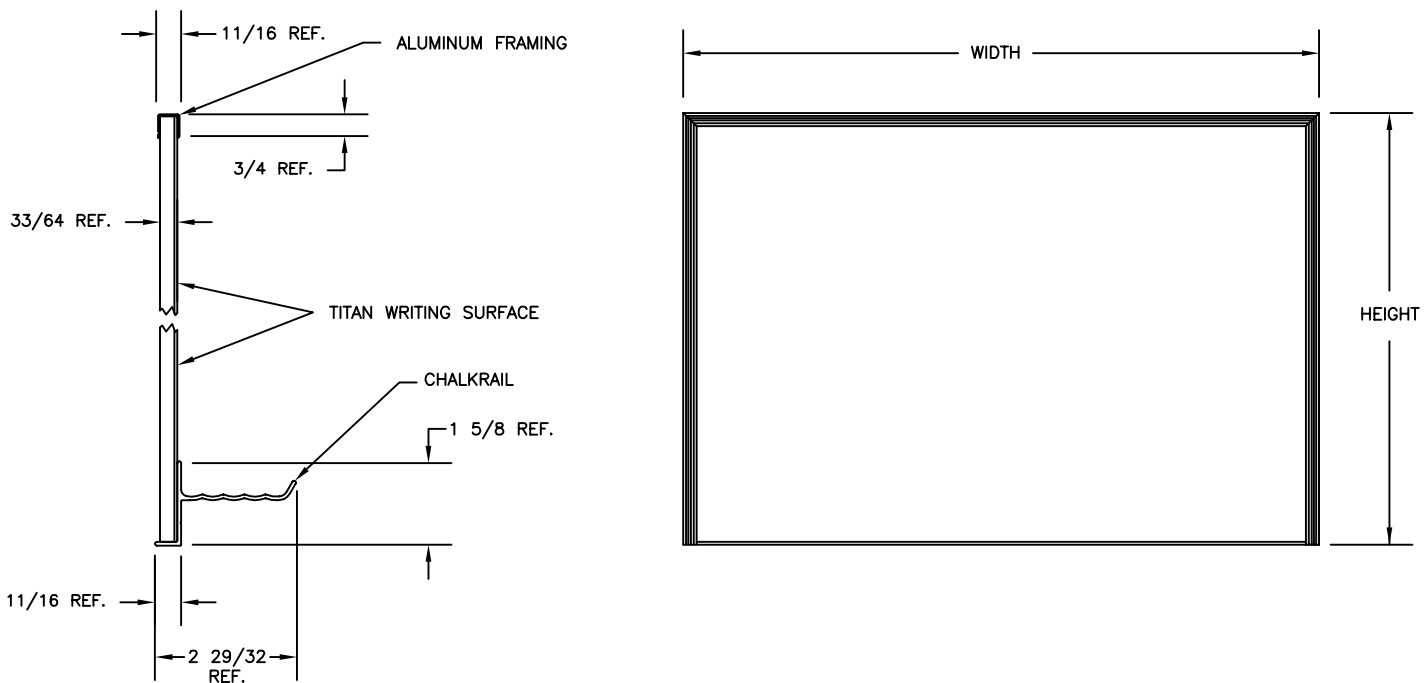 11/16 REF.
ALUMINUM FRAMING
WIDTH
3/4 REF.
33/64 REF.
TITAN WRITING SURFACE
HEIGHT
CHALKRAIL
1 5/8 REF.
11/16 REF.
2 29/32
REF.